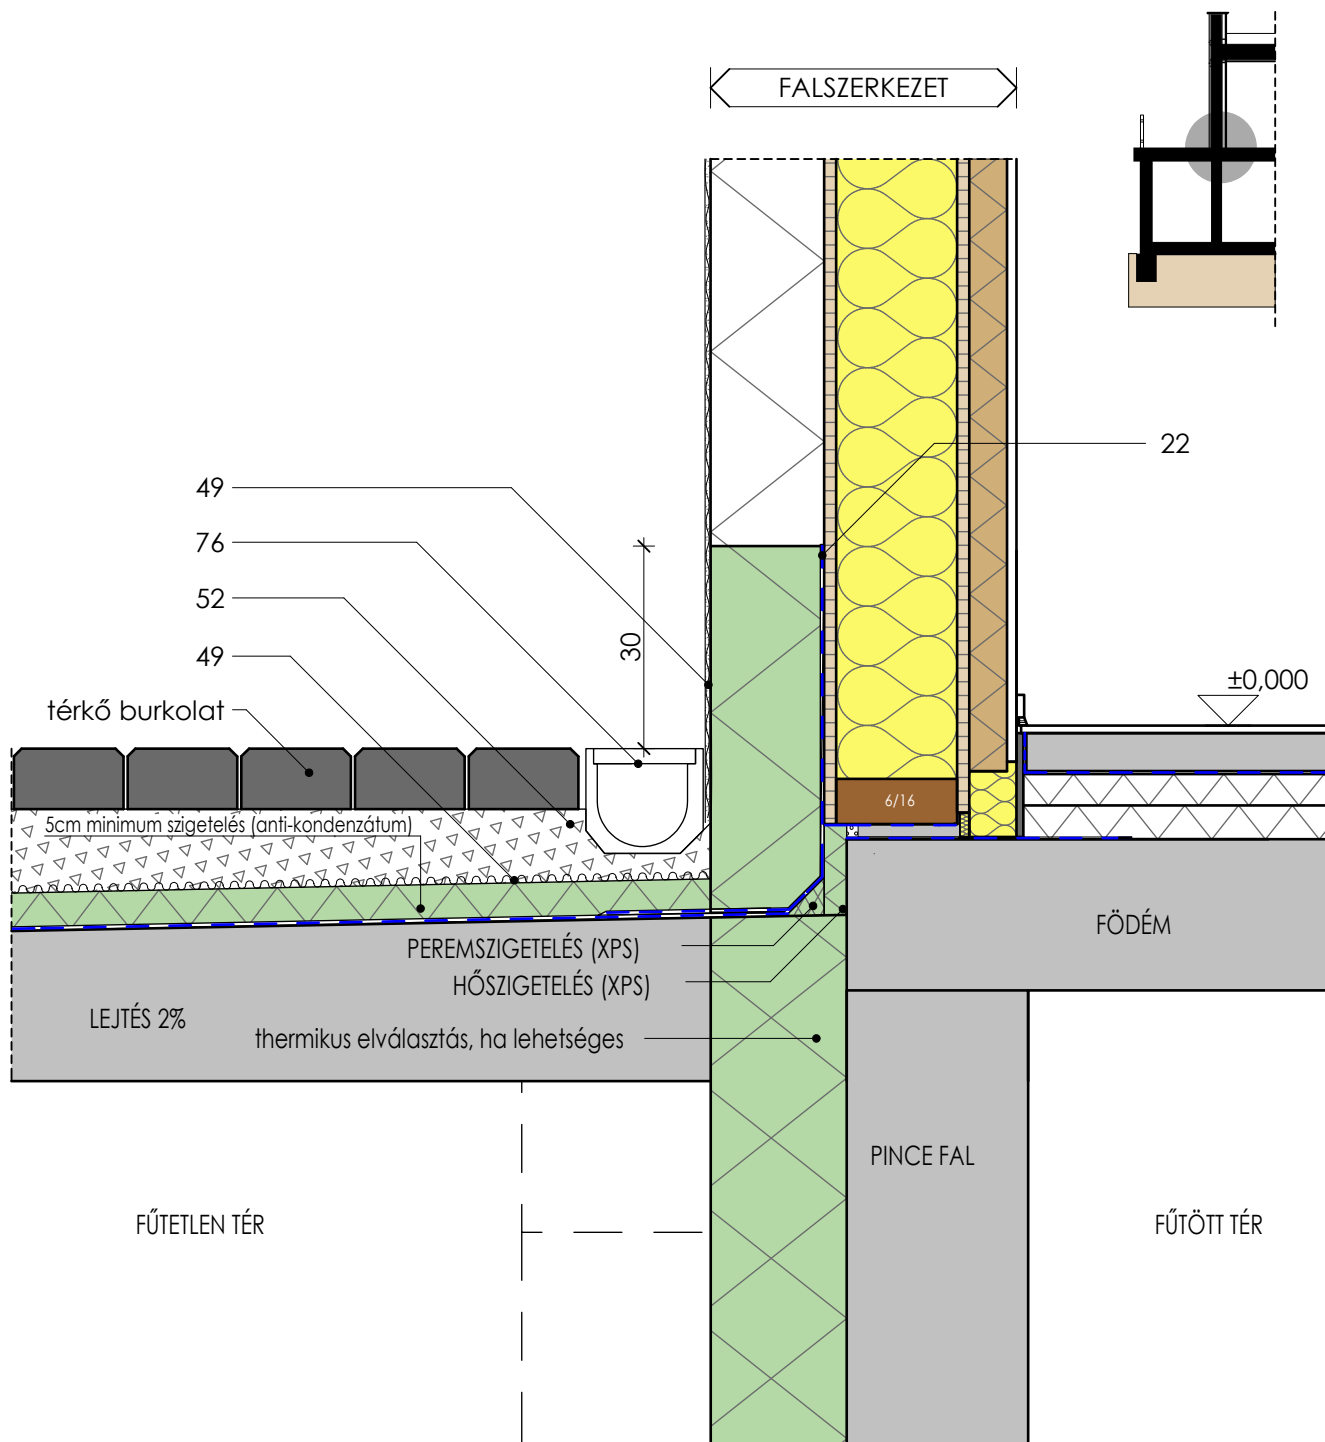 FALSZERKEZET
22
49
76
52
49
30
térkő burkolat
±0,000
6/16
5cm minimum szigetelés (anti-kondenzátum)
PEREMSZIGETELÉS (XPS)
HŐSZIGETELÉS (XPS)
FÖDÉM
LEJTÉS 2%
thermikus elválasztás, ha lehetséges
PINCE FAL
FŰTETLEN TÉR
FŰTÖTT TÉR